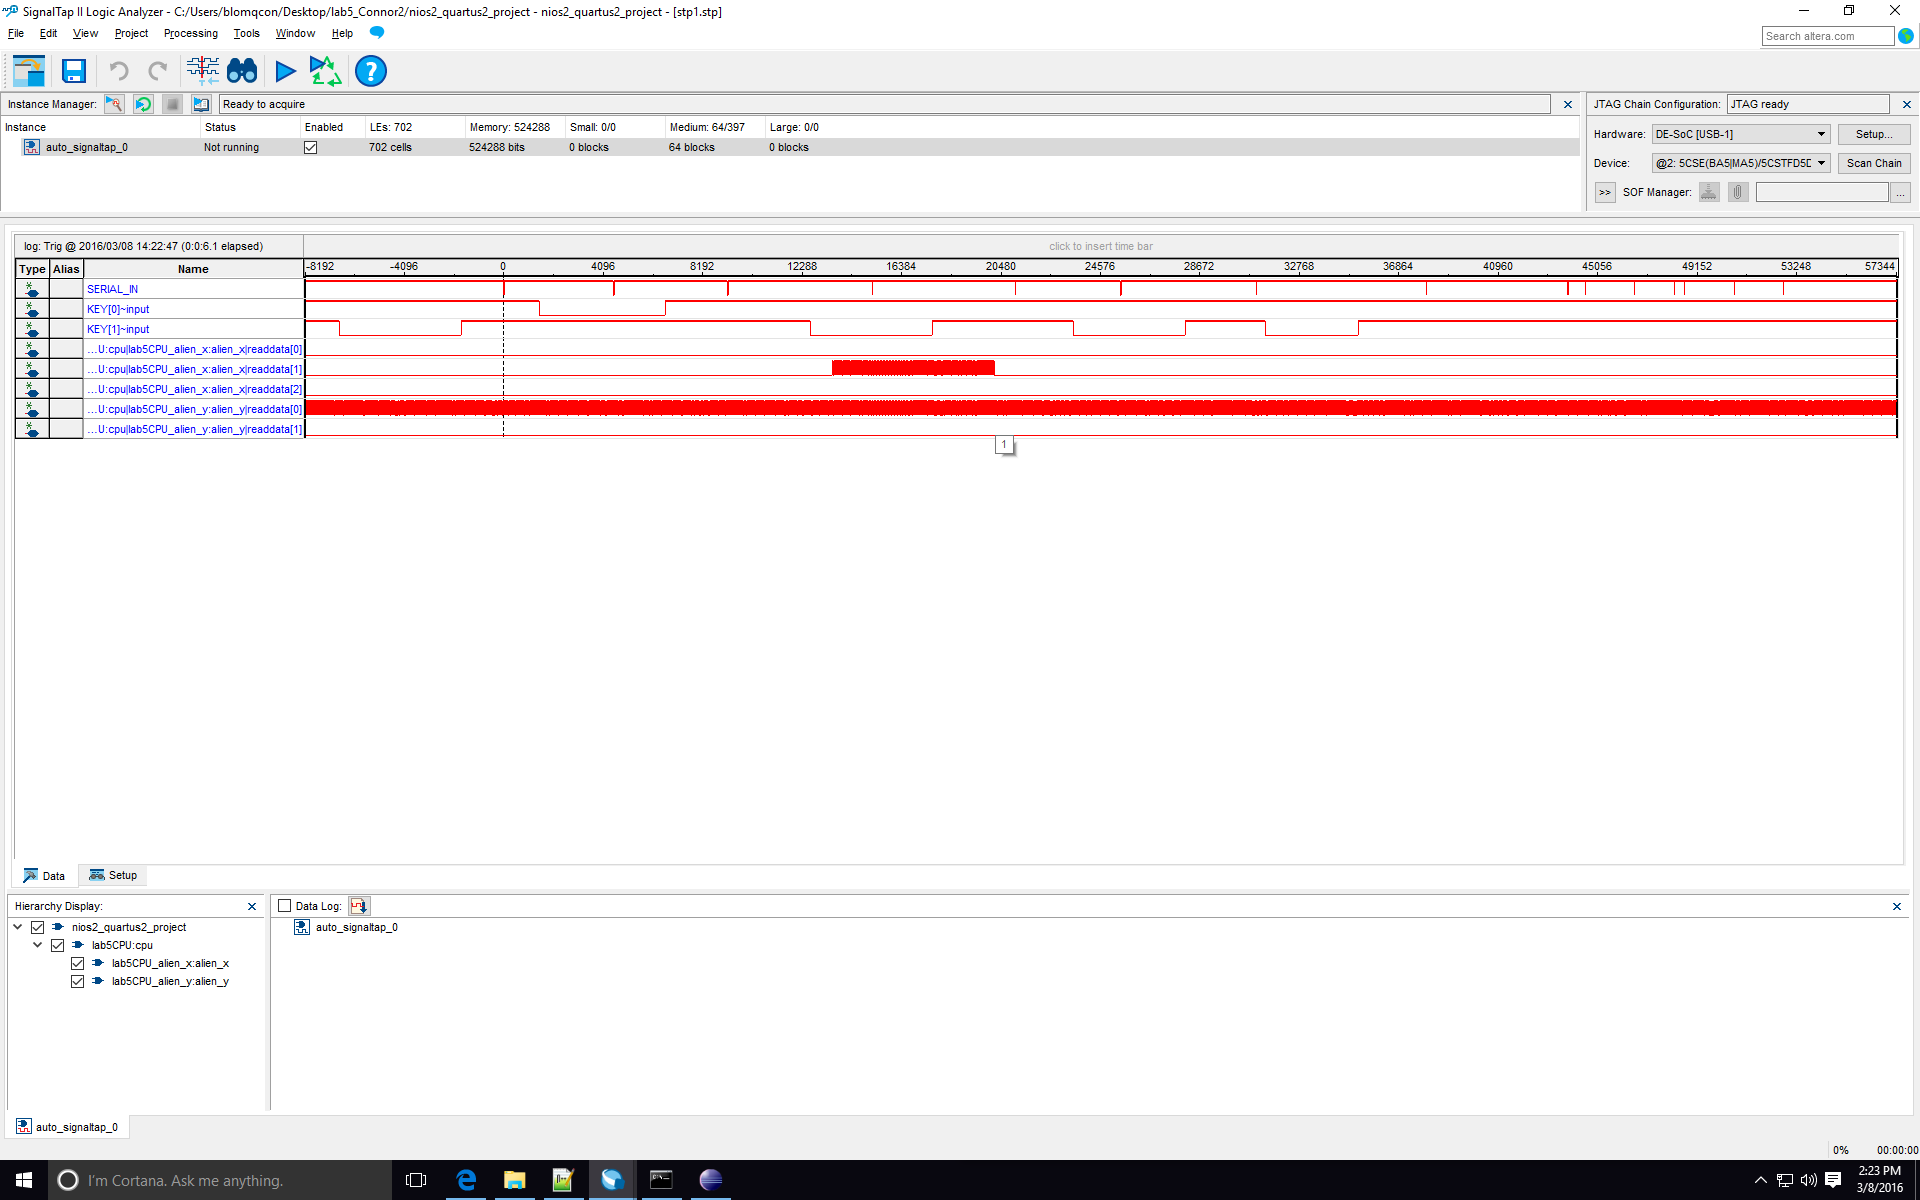 SignalTap II Logic Analyzer - C:/Users/blomqcon/Desktop/lab5_Connor2/nios2_quartus2_project - nios2_quartus2_project - [stp1.stp]
File Edit View Project Processing Tools Window Help
Search altera.com
Instance Manager: Ready to acquire
JTAG Chain Configuration: JTAG ready
Instance Status Enabled LEs: 702 Memory: 524288 Small: 0/0 Medium: 64/397 Large: 0/0
auto_signaltap_0 Not running 702 cells 524288 bits 0 blocks 64 blocks 0 blocks
Hardware: DE-SoC [USB-1] Setup...
Device: @2: 5CSE(BA5|MA5)/5CSTFD5D Scan Chain
>> SOF Manager: ...
log: Trig @ 2016/03/08 14:22:47 (0:0:6.1 elapsed)
click to insert time bar
Type Alias Name
-8192 -4096 0 4096 8192 12288 16384 20480 24576 28672 32768 36864 40960 45056 49152 53248 57344
SERIAL_IN
KEY[0]~input
KEY[1]~input
...U:cpu|lab5CPU_alien_x:alien_x|readdata[0]
...U:cpu|lab5CPU_alien_x:alien_x|readdata[1]
...U:cpu|lab5CPU_alien_x:alien_x|readdata[2]
...U:cpu|lab5CPU_alien_y:alien_y|readdata[0]
...U:cpu|lab5CPU_alien_y:alien_y|readdata[1]
1
Data Setup
Hierarchy Display:
nios2_quartus2_project
lab5CPU:cpu
lab5CPU_alien_x:alien_x
lab5CPU_alien_y:alien_y
Data Log:
auto_signaltap_0
auto_signaltap_0
0% 00:00:00
I'm Cortana. Ask me anything.
2:23 PM
3/8/2016